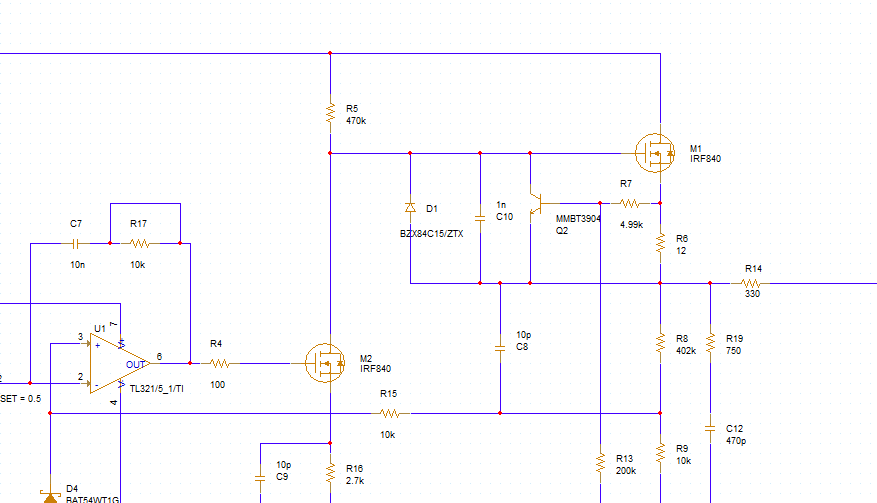 R5
470k
M1
IRF840
R7
4.99k
D1
BZX84C15/ZTX
1n
C10
MMBT3904
Q2
R6
12
C7
10n
R17
10k
R14
330
U1
7
3
+
2
-
4
V+
V-
OUT
6
TL321/5_1/TI
R4
100
M2
IRF840
10p
C8
R8
402k
R19
750
SET = 0.5
R15
10k
C12
470p
10p
C9
R16
2.7k
R13
200k
R9
10k
D4
BAT54WT1G